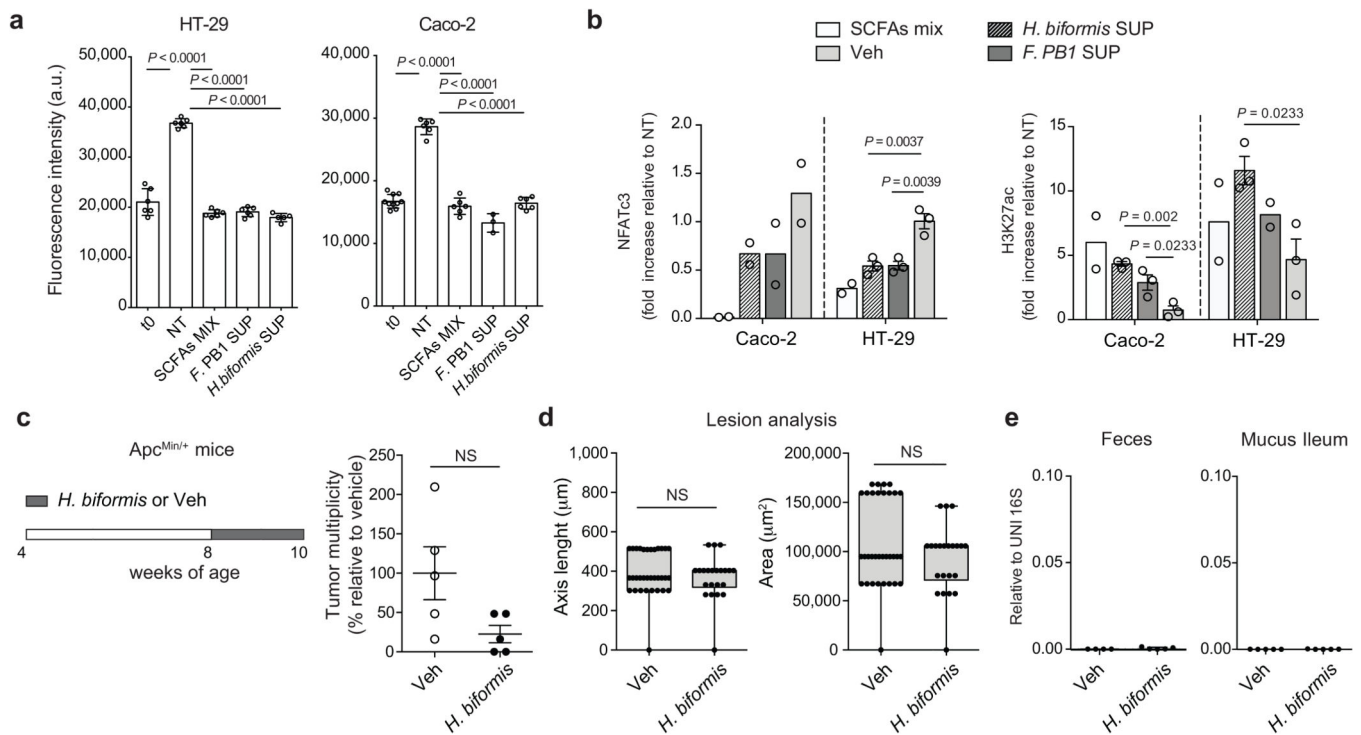 a
HT-29
Caco-2
P < 0.0001
P < 0.0001
P < 0.0001
P < 0.0001
P < 0.0001
P < 0.0001
Fluorescence intensity (a.u.)
50,000
40,000
30,000
20,000
10,000
0
40,000
30,000
20,000
10,000
0
t0
NT
SCFAs MIX
F. PB1 SUP
H.biformis SUP
t0
NT
SCFAs MIX
F. PB1 SUP
H.biformis SUP
b
SCFAs mix
H. biformis SUP
Veh
F. PB1 SUP
NFATc3
(fold increase relative to NT)
2.0
1.5
1.0
0.5
0.0
P = 0.0037
P = 0.0039
Caco-2
HT-29
H3K27ac
(fold increase relative to NT)
15
10
5
0
P = 0.0233
P = 0.002
P = 0.0233
Caco-2
HT-29
c
ApcMin/+ mice
H. biformis or Veh
4
8
10
weeks of age
Tumor multiplicity
(% relative to vehicle)
250
200
150
100
50
0
NS
Veh
H. biformis
d
Lesion analysis
Axis lenght (μm)
1,000
800
600
400
200
0
NS
Veh
H. biformis
Area (μm2)
200,000
150,000
100,000
50,000
0
NS
Veh
H. biformis
e
Feces
Mucus Ileum
Relative to UNI 16S
0.10
0.05
0.00
Veh
H. biformis
0.10
0.05
0.00
Veh
H. biformis